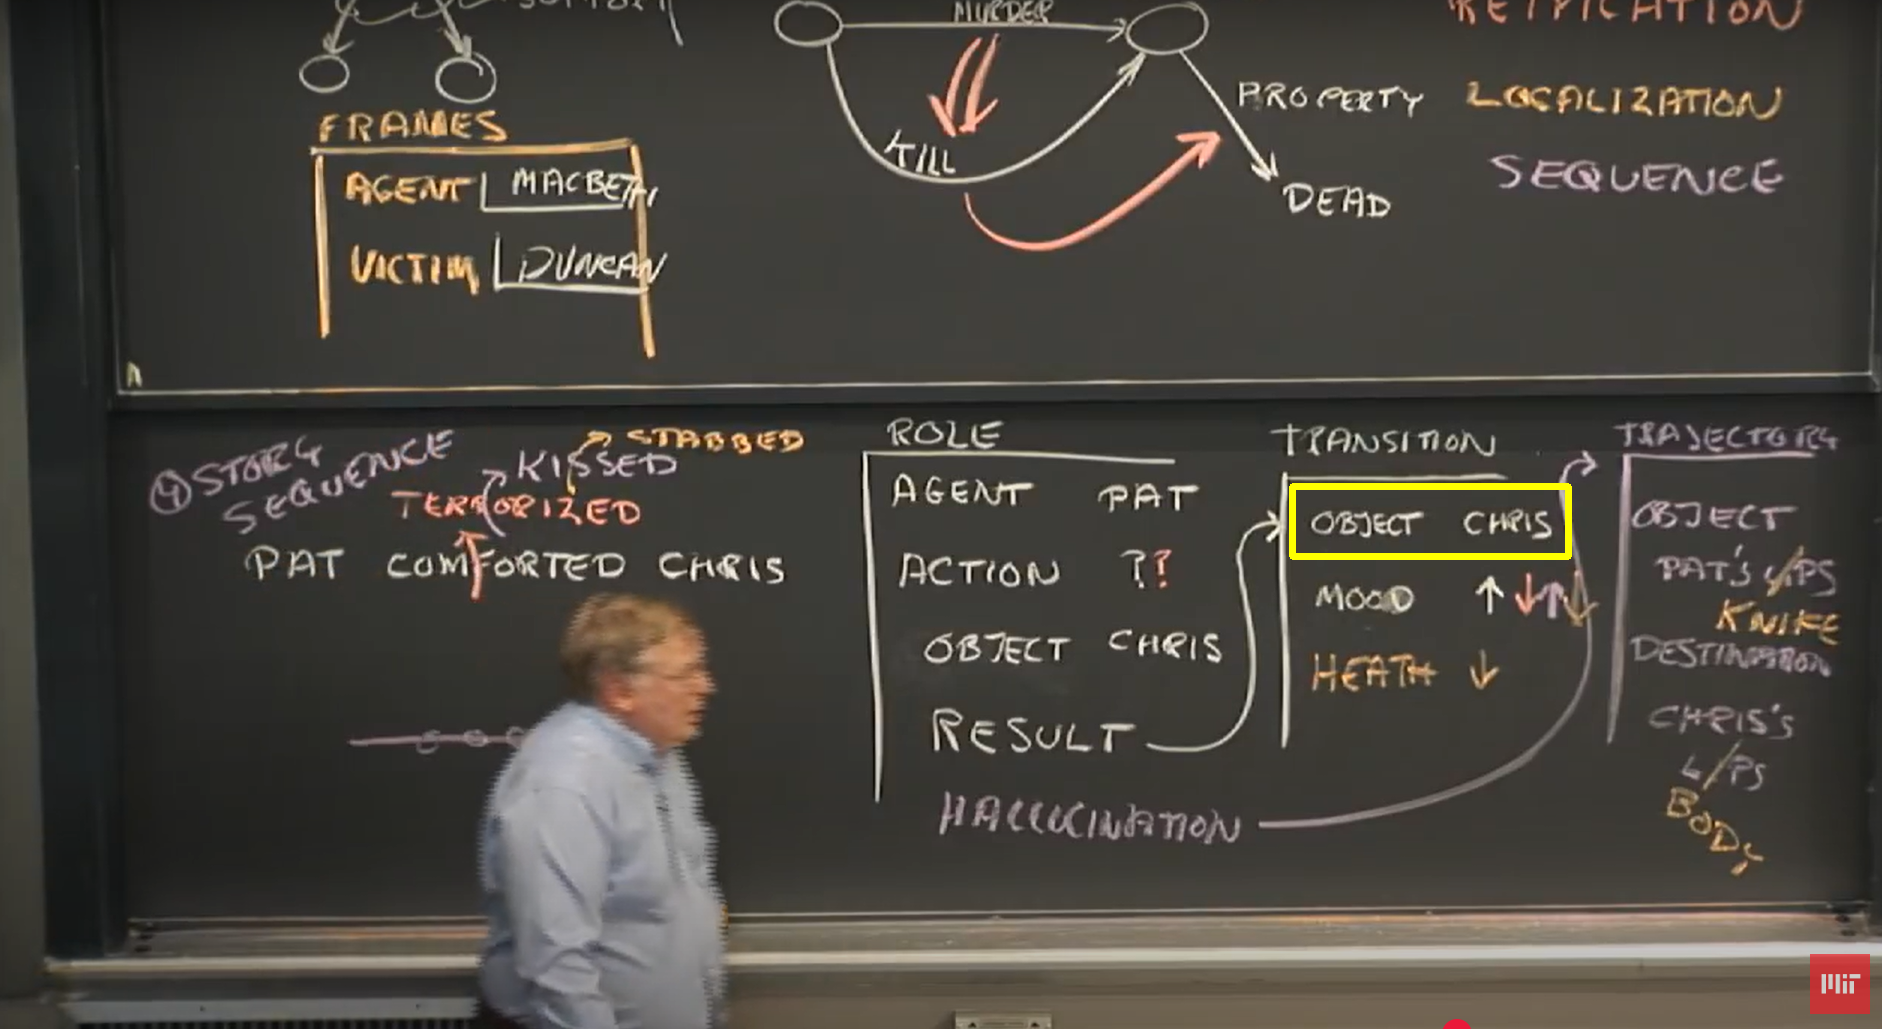 MURDER
KILL
PROPERTY
DEAD
LOCALIZATION
SEQUENCE
FRAMES
AGENT MACBETH
VICTIM DUNCAN
④ STORY
SEQUENCE
STABBED
KISSED
TERRORIZED
PAT COMFORTED CHRIS
ROLE
AGENT PAT
ACTION ??
OBJECT CHRIS
RESULT
HALLUCINATION
TRANSITION
OBJECT CHRIS
MOOD ↑ ↓ ↑ ↓
HEATH ↓
TRAJECTORY
OBJECT
PAT'S LIPS
KNIFE
DESTINATION
CHRIS'S
LIPS
BODY
MIT